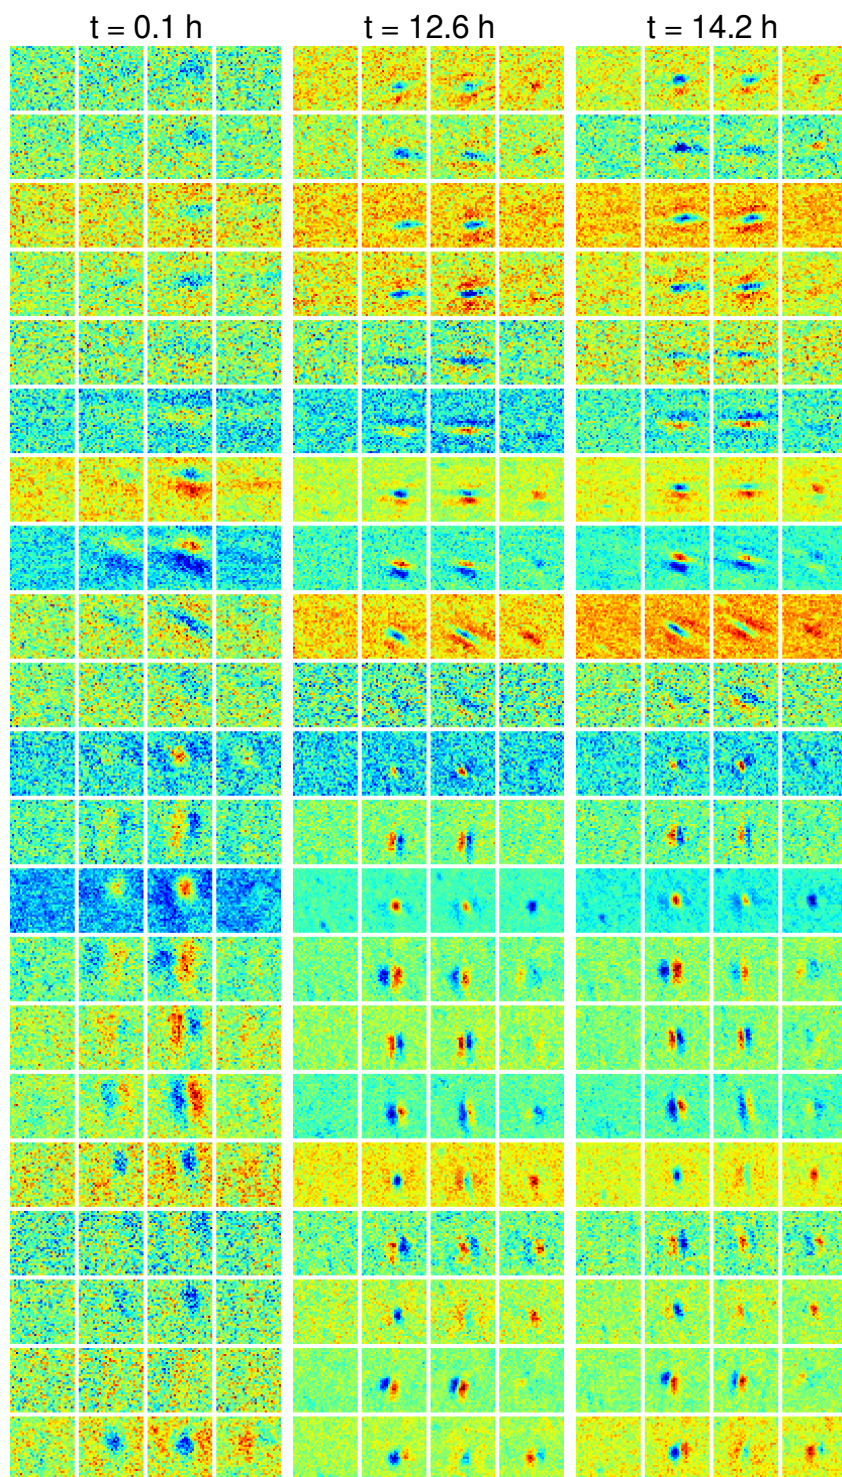 t = 0.1 h t = 12.6 h t = 14.2 h